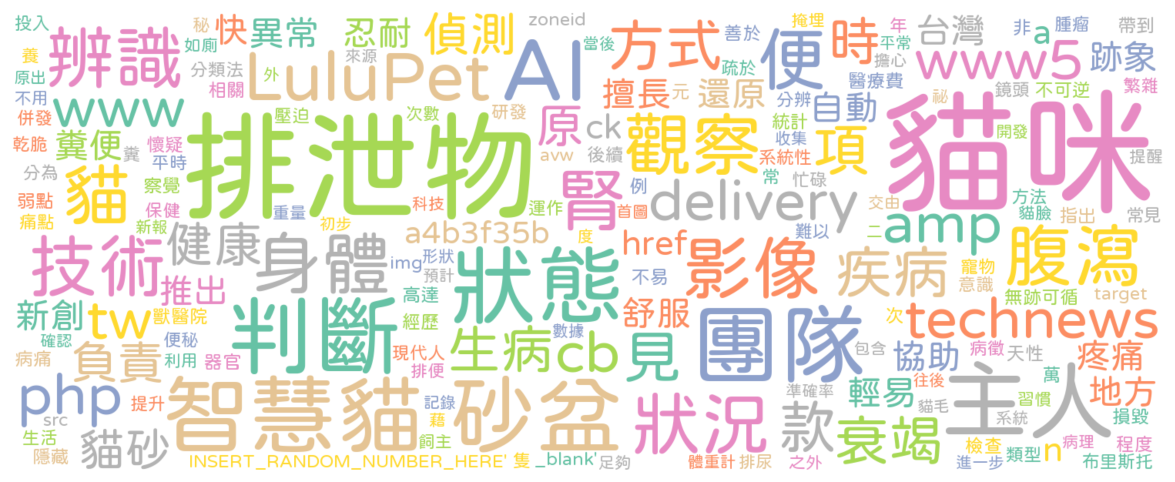 投入 秘 快 異常 忍耐 偵測 zoneid 方式 善於 掩埋 便 時 年 台灣 非 a 腫瘤 帶到
養 辨識 如廁 來源 當後 疏於 平常 擔心 www5 跡象
原出 分類法 外 LuluPet AI 擅長 元 還原 分辨 醫療費 鏡頭 不可逆 繁雜
不用 相關 自動
併發 www 壓迫 次數 研發 原 ck 觀察 統計 收集 項 祕 開發 貓咪
乾脆 糞便 糞 懷疑 排泄物 avw 後續 系統性 提醒
分為 貓 平時 察覺 腎 例 常 忙碌 方法
弱點 保健 重量 科技 運作 首圖 delivery 交由 貓臉 指出 常見
痛點 新報 初步 a4b3f35b 度 難以 二 amp
技術 健康 身體 img 形狀 狀態 href 影像 疾病 寵物 腹瀉
推出 預計 不易 意識 無跡可循 target
新創 tw 獸醫院 判斷 高達 舒服 次 technews
確認 便秘 經歷 數據 團隊
病痛 負責 利用 器官 現代人 生病 cb 見 包含 協助 病徵 天性 疼痛
排便 準確率 往後 萬
php 提升 智慧貓砂盆 記錄 狀況 款 輕易 主人 地方
src 藉 貓毛 習慣 損毀
生活 貓砂 飼主 衰竭 系統 檢查 病理 程度
隱藏 INSERT_RANDOM_NUMBER_HERE' 隻 _blank' 足夠 體重計 排尿 之外 進一步 類型 n 布里斯托